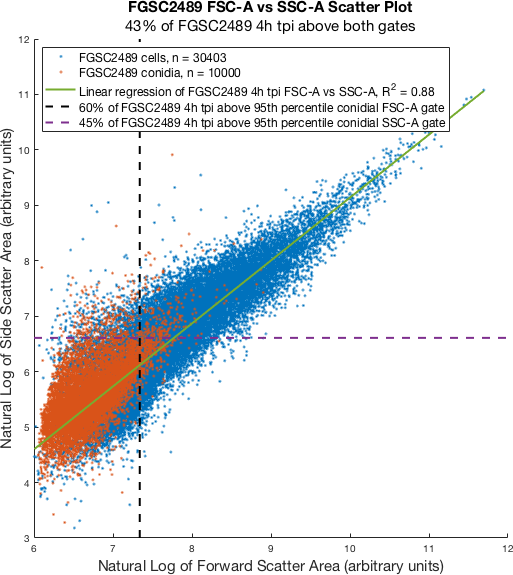 FGSC2489 FSC-A vs SSC-A Scatter Plot
43% of FGSC2489 4h tpi above both gates
FGSC2489 cells, n = 30403
FGSC2489 conidia, n = 10000
Linear regression of FGSC2489 4h tpi FSC-A vs SSC-A, R² = 0.88
60% of FGSC2489 4h tpi above 95th percentile conidial FSC-A gate
45% of FGSC2489 4h tpi above 95th percentile conidial SSC-A gate
Natural Log of Side Scatter Area (arbitrary units)
12
11
10
9
8
7
6
5
4
3
6 7 8 9 10 11 12
Natural Log of Forward Scatter Area (arbitrary units)